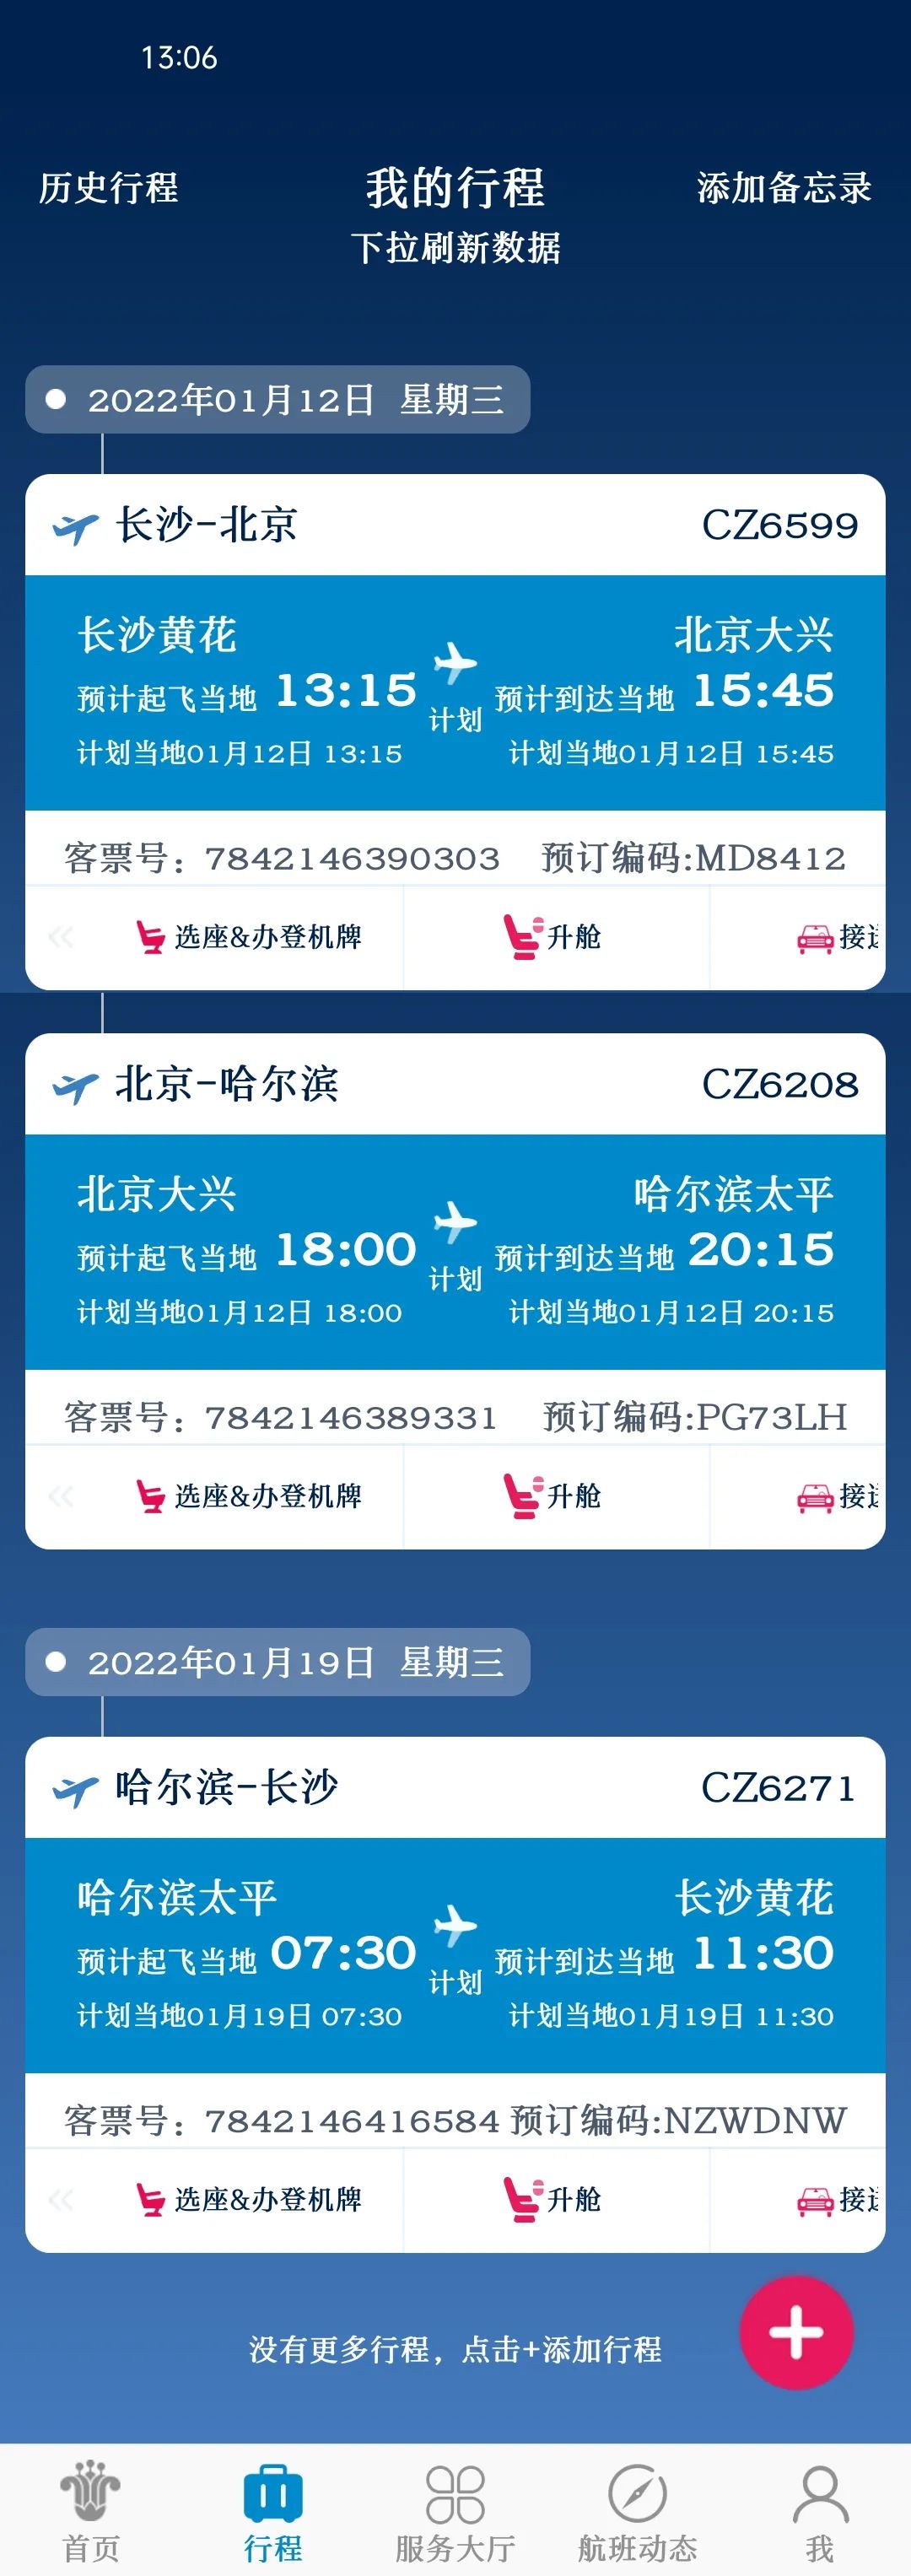 13:06
历史行程 我的行程 添加备忘录
下拉刷新数据
2022年01月12日 星期三
长沙-北京 CZ6599
长沙黄花 北京大兴
预计起飞当地 13:15 预计到达当地 15:45
计划
计划当地01月12日 13:15 计划当地01月12日 15:45
客票号：7842146390303 预订编码:MD8412
选座&办登机牌 升舱 接送
北京-哈尔滨 CZ6208
北京大兴 哈尔滨太平
预计起飞当地 18:00 预计到达当地 20:15
计划
计划当地01月12日 18:00 计划当地01月12日 20:15
客票号：7842146389331 预订编码:PG73LH
选座&办登机牌 升舱 接送
2022年01月19日 星期三
哈尔滨-长沙 CZ6271
哈尔滨太平 长沙黄花
预计起飞当地 07:30 预计到达当地 11:30
计划
计划当地01月19日 07:30 计划当地01月19日 11:30
客票号：7842146416584 预订编码:NZWDNW
选座&办登机牌 升舱 接送
没有更多行程，点击+添加行程
首页 行程 服务大厅 航班动态 我